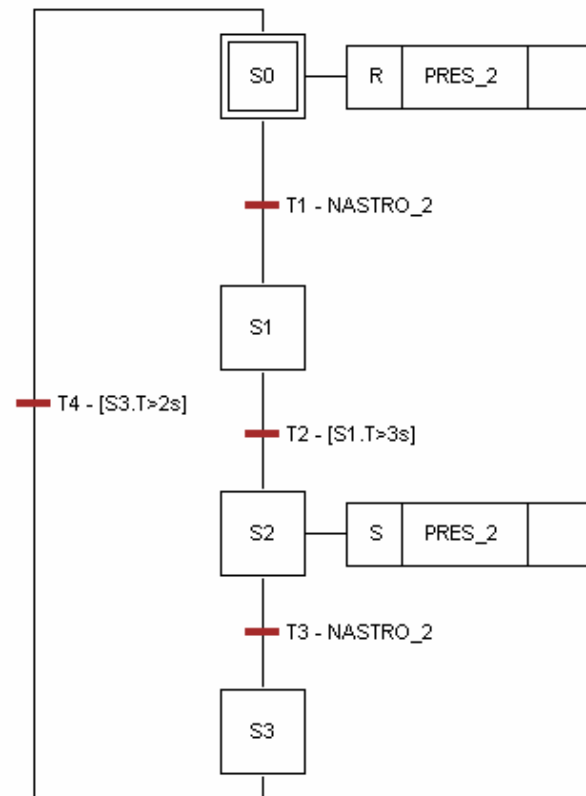 S0 R PRES_2
T1 - NASTRO_2
S1
T4 - [S3.T>2s]
T2 - [S1.T>3s]
S2 S PRES_2
T3 - NASTRO_2
S3